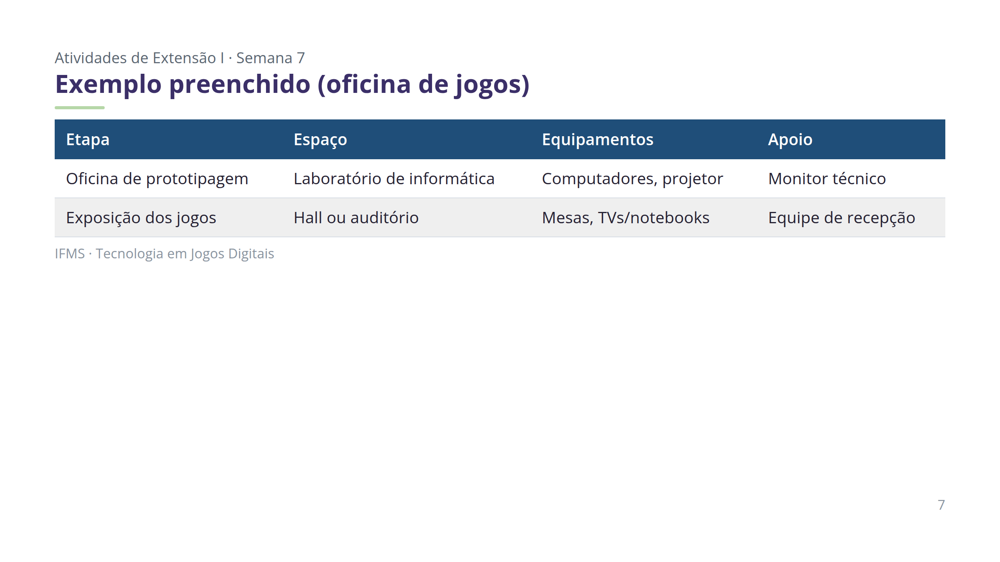 Atividades de Extensão I · Semana 7
Exemplo preenchido (oficina de jogos)
Etapa Espaço Equipamentos Apoio
Oficina de prototipagem Laboratório de informática Computadores, projetor Monitor técnico
Exposição dos jogos Hall ou auditório Mesas, TVs/notebooks Equipe de recepção
IFMS · Tecnologia em Jogos Digitais
7